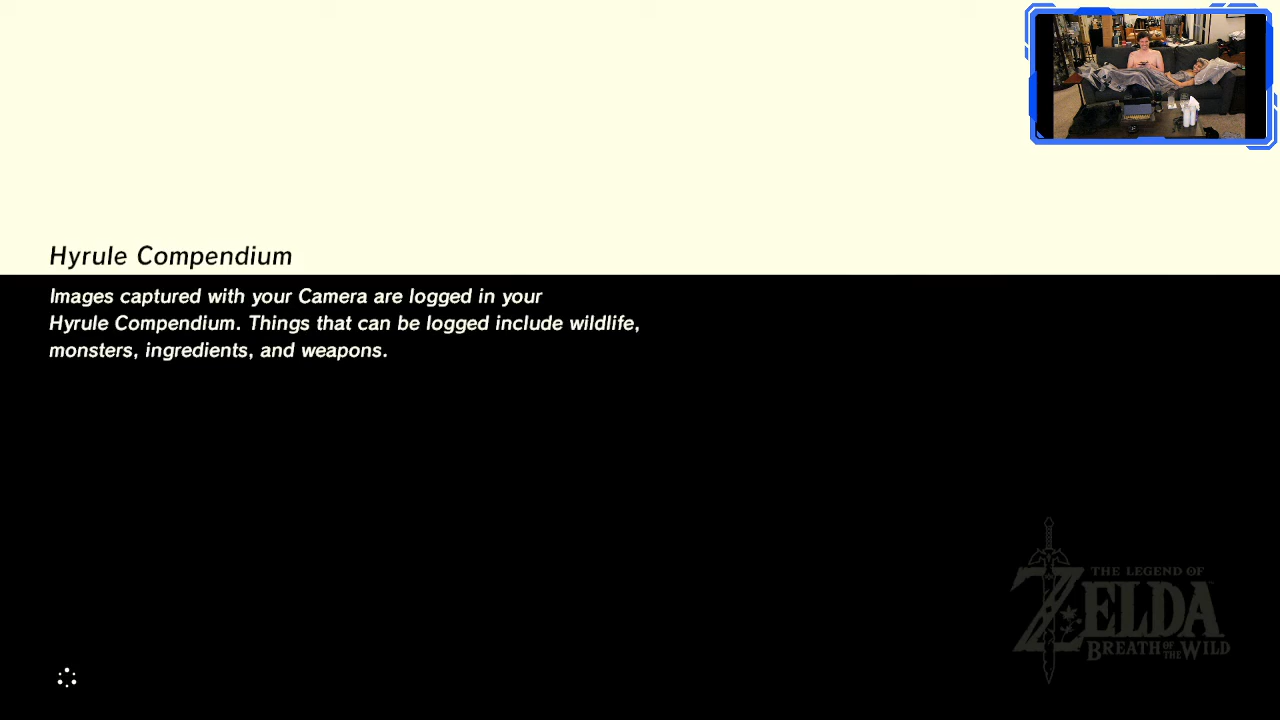 Hyrule Compendium
Images captured with your Camera are logged in your
Hyrule Compendium. Things that can be logged include wildlife,
monsters, ingredients, and weapons.
THE LEGEND OF
ZELDA
BREATH OF THE WILD